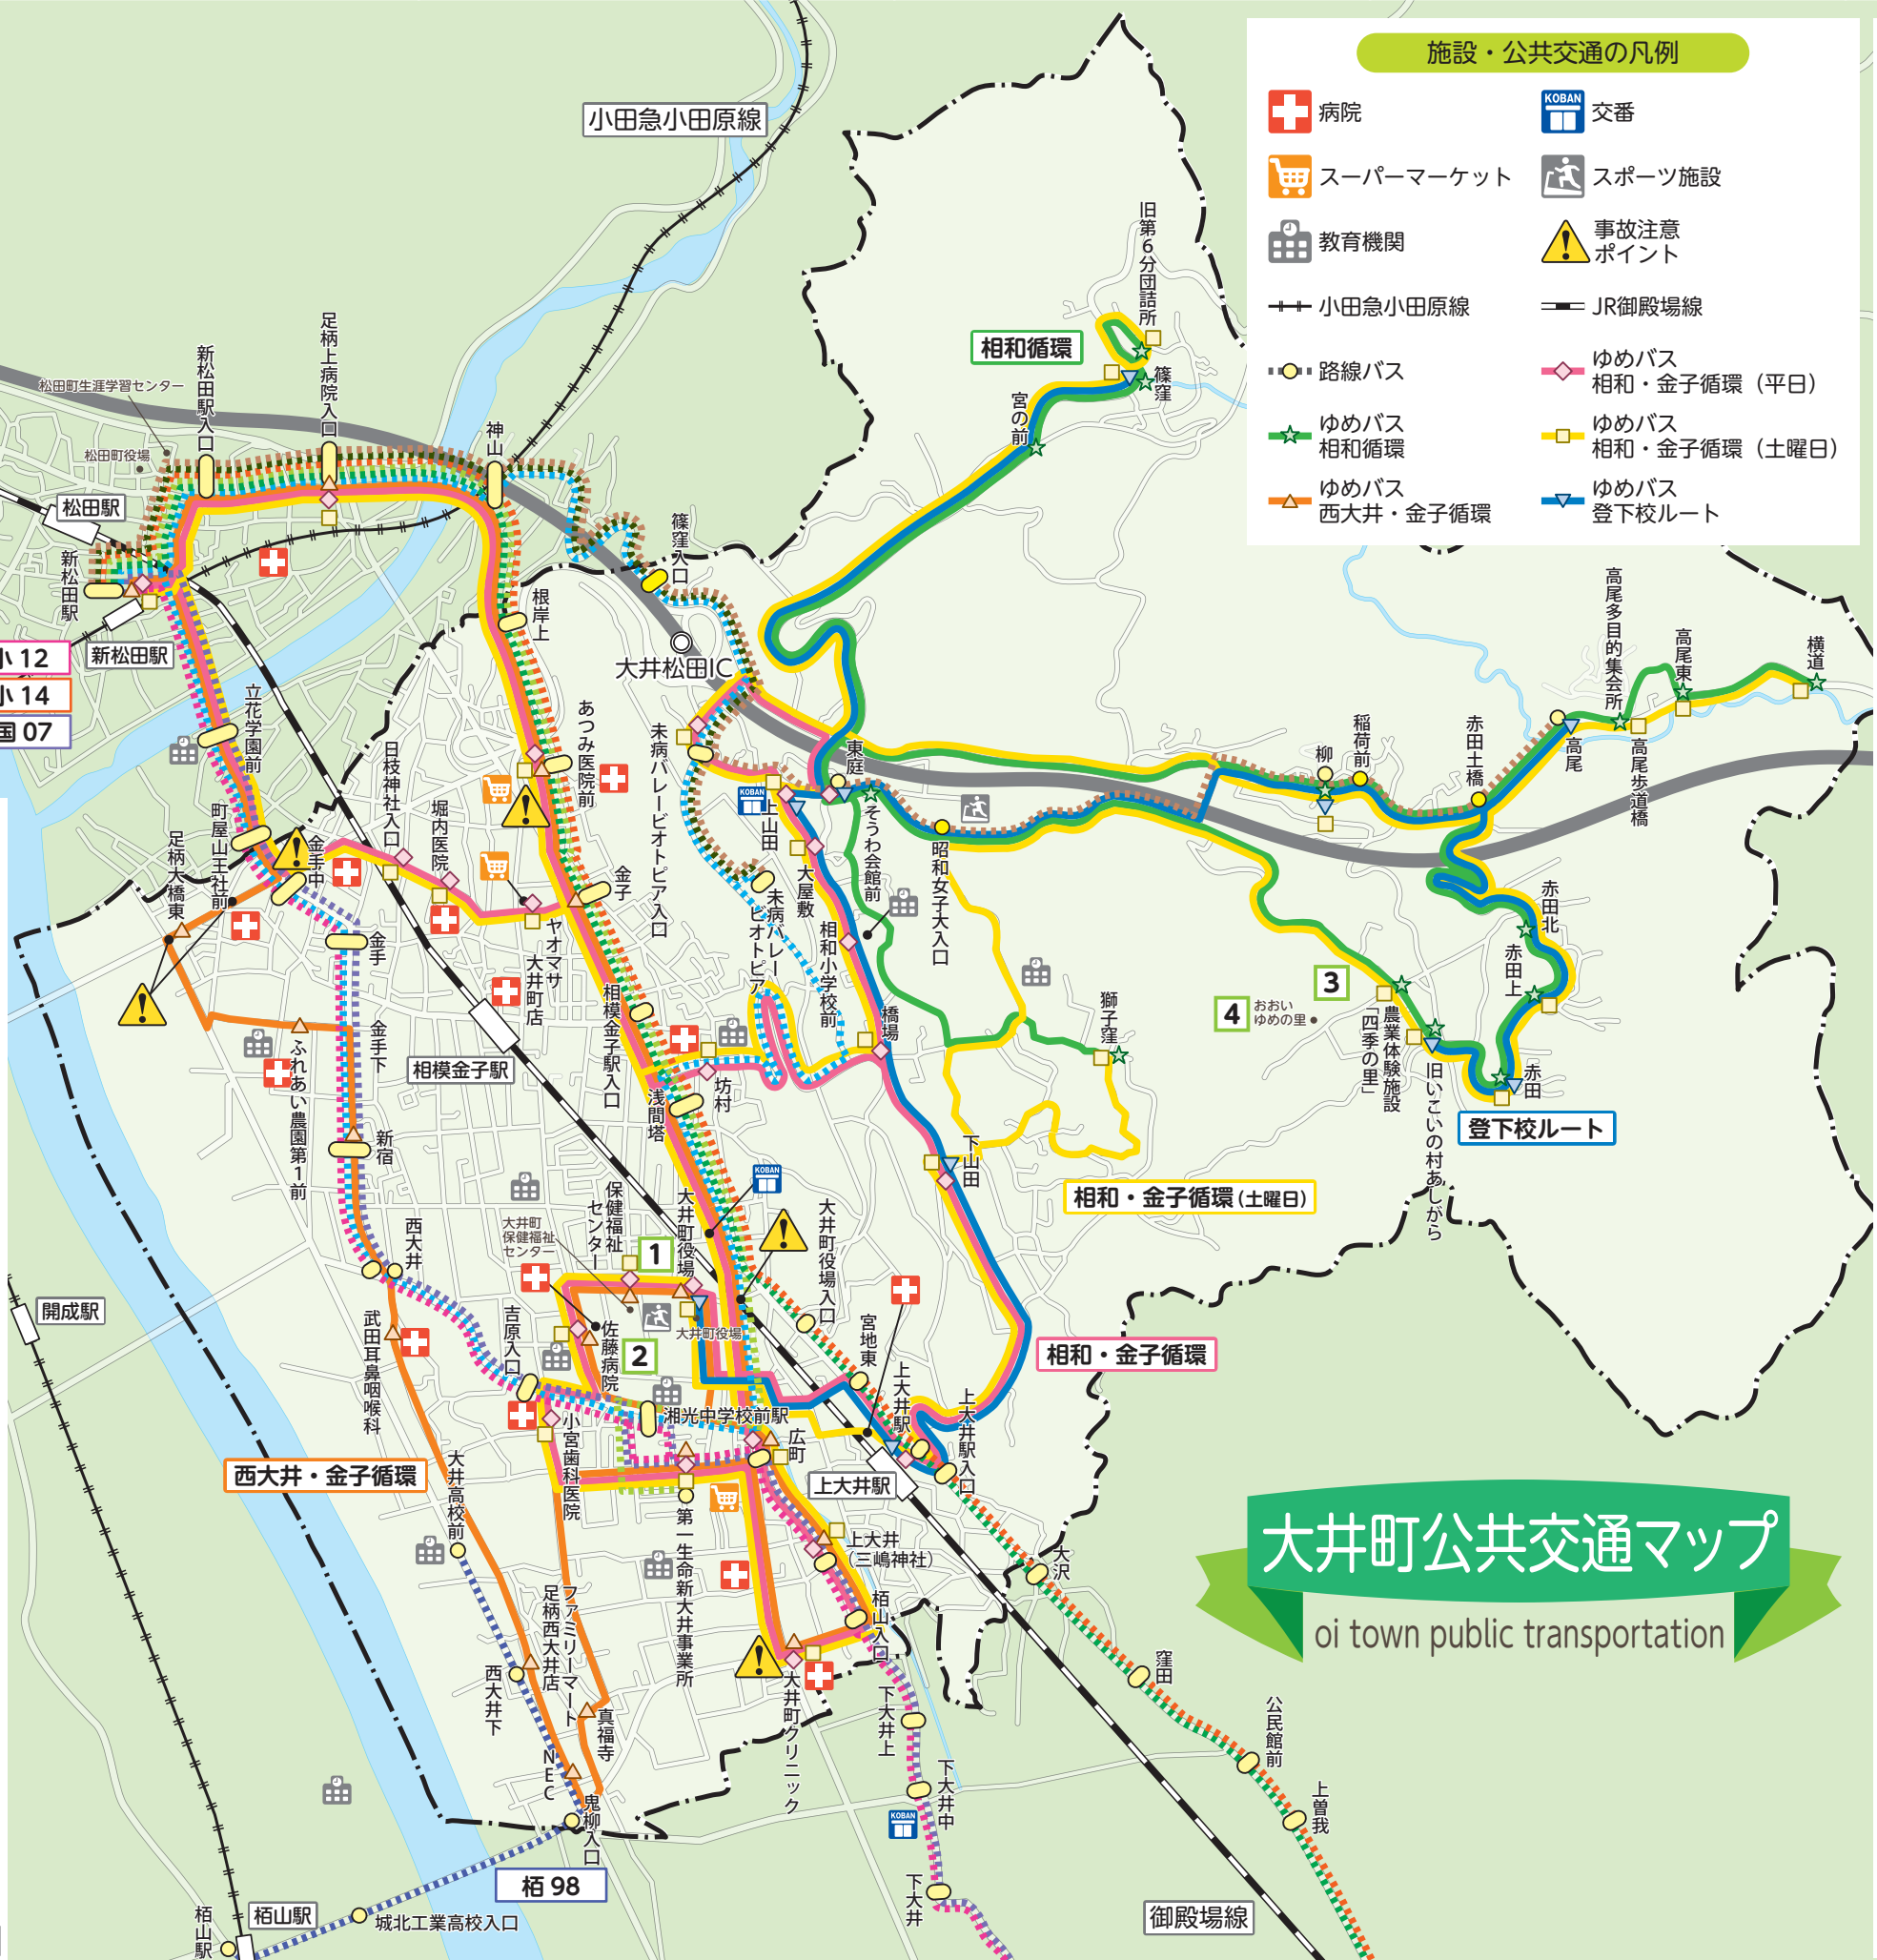 施設・公共交通の凡例
病院
KOBAN
交番
スーパーマーケット
スポーツ施設
教育機関
事故注意
ポイント
小田急小田原線
JR御殿場線
路線バス
ゆめバス
相和・金子循環（平日）
ゆめバス
相和循環
ゆめバス
相和・金子循環（土曜日）
ゆめバス
西大井・金子循環
ゆめバス
登下校ルート
小田急小田原線
旧第6分団詰所
相和循環
篠窪
宮の前
足柄上病院入口
新松田駅入口
松田町生涯学習センター
神山
松田町役場
松田駅
新松田駅
新松田駅
小 12
小 14
国 07
篠窪入口
根岸上
大井松田IC
立花学園前
あつみ医院前
未病バレービオトピア入口
日枝神社入口
堀内医院
町屋山王社前
足柄大橋東
金手中
金手
金子
ヤオマサ
大井町店
東庭
KOBAN
上山田
大屋敷
そうわ会館前
昭和女子大入口
未病バレー
ビオトピア
相和小学校前
橋場
獅子窪
柳
稲荷前
赤田土橋
高尾
高尾多目的集会所
高尾東
高尾歩道橋
横道
赤田北
赤田上
赤田
3
4
おおい
ゆめの里
農業体験施設
「四季の里」
旧いこいの村あしがら
登下校ルート
相模金子駅入口
相模金子駅
金手下
ふれあい農園第1前
新宿
浅間塔
坊村
下山田
相和・金子循環（土曜日）
KOBAN
保健福祉
センター
大井町
保健福祉
センター
1
大井町役場
大井町役場入口
西大井
開成駅
武田耳鼻咽喉科
吉原入口
佐藤病院
2
大井町役場
宮地東
上大井駅
上大井駅入口
相和・金子循環
湘光中学校前駅
小宮歯科医院
広町
上大井駅
西大井・金子循環
大井高校前
第一生命新大井事業所
上大井
（三嶋神社）
大沢
大井町公共交通マップ
oi town public transportation
ファミリーマート
足柄西大井店
西大井下
真福寺
NEC
栢山入口
大井町クリニック
下大井上
下大井中
KOBAN
下大井
窪田
公民館前
上曽我
鬼柳入口
栢 98
栢山駅
栢山駅
城北工業高校入口
御殿場線